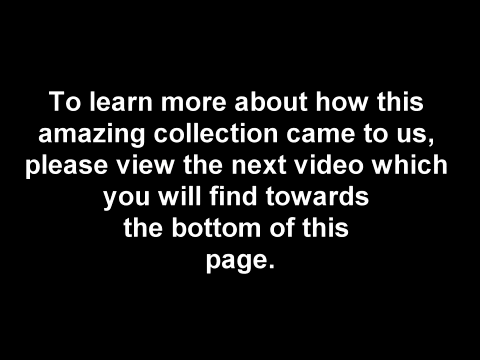 To learn more about how this
amazing collection came to us,
please view the next video which
you will find towards
the bottom of this
page.